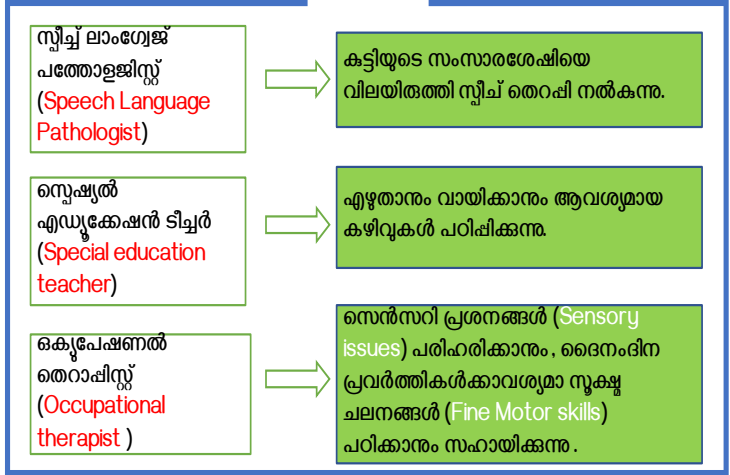 സ്പീച്ച് ലാംഗ്വേജ്
പത്തോളജിസ്റ്റ്
(Speech Language
Pathologist)
കുട്ടിയുടെ സംസാരശേഷിയെ
വിലയിരുത്തി സ്പീച് തെറപ്പി നൽകുന്നു.
സ്പെഷ്യൽ
എഡ്യൂക്കേഷൻ ടീച്ചർ
(Special education
teacher)
എഴുതാനും വായിക്കാനും ആവശ്യമായ
കഴിവുകൾ പഠിപ്പിക്കുന്നു.
ഒക്യുപേഷണൽ
തെറാപ്പിസ്റ്റ്
(Occupational
therapist )
സെൻസറി പ്രശനങ്ങൾ (Sensory
issues) പരിഹരിക്കാനും , ദൈനംദിന
പ്രവർത്തികൾക്കാവശ്യമാ സൂക്ഷ്മ
ചലനങ്ങൾ (Fine Motor skills)
പഠിക്കാനും സഹായിക്കുന്നു .